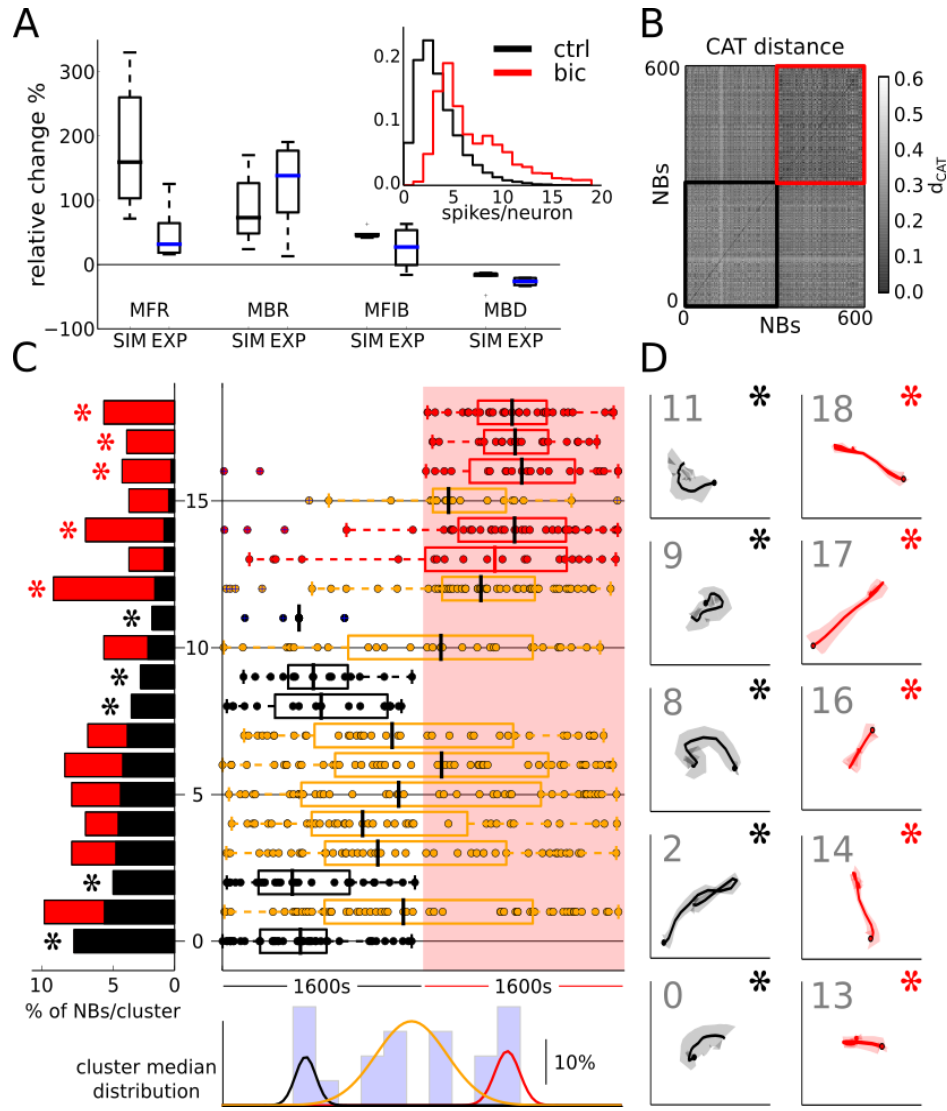 A
relative change %
300
200
100
0
−100
MFR MBR MFIB MBD
SIM EXP SIM EXP SIM EXP SIM EXP
ctrl
bic
0.2
0.1
0.0
0 5 10 15 20
spikes/neuron
B
CAT distance
600
NBs
0
0 600
NBs
0.6
0.5
0.4
0.3
0.2
0.1
0.0
dCAT
C
*
*
*
15
*
*
*
10
*
*
5
*
*
0
10 5 0
% of NBs/cluster
1600s 1600s
cluster median
distribution
10%
D
11 * 18 *
9 * 17 *
8 * 16 *
2 * 14 *
0 * 13 *